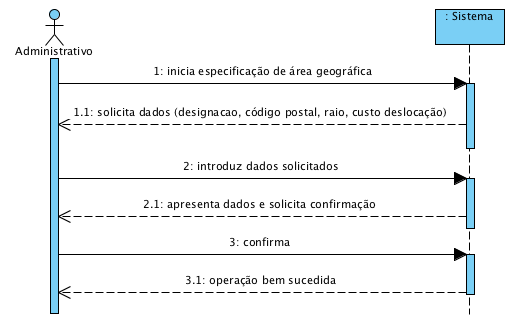 : Sistema
Administrativo
1: inicia especificação de área geográfica
1.1: solicita dados (designacao, código postal, raio, custo deslocação)
2: introduz dados solicitados
2.1: apresenta dados e solicita confirmação
3: confirma
3.1: operação bem sucedida